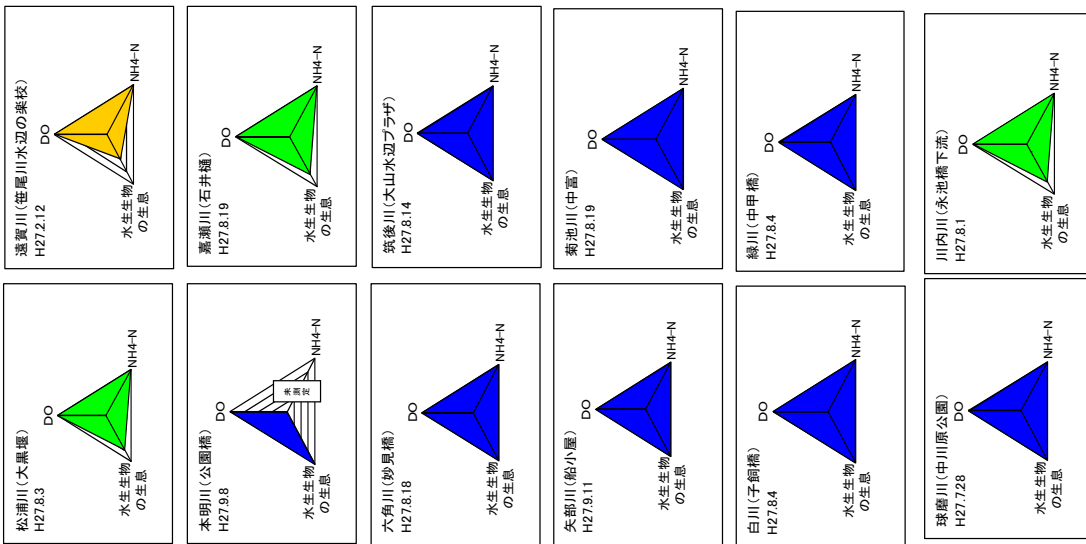 松浦川(大黒堰)
H27.8.3
DO
水生生物
の生息
NH4-N
遠賀川(笹尾川水辺の楽校)
H27.2.12
DO
水生生物
の生息
NH4-N
本明川(公園橋)
H27.9.8
DO
未測定
水生生物
の生息
NH4-N
嘉瀬川(石井樋)
H27.8.19
DO
水生生物
の生息
NH4-N
六角川(妙見橋)
H27.8.18
DO
水生生物
の生息
NH4-N
筑後川(大山水辺プラザ)
H27.8.14
DO
水生生物
の生息
NH4-N
矢部川(船小屋)
H27.9.11
DO
水生生物
の生息
NH4-N
菊池川(中富)
H27.8.19
DO
水生生物
の生息
NH4-N
白川(子飼橋)
H27.8.4
DO
水生生物
の生息
NH4-N
緑川(中甲橋)
H27.8.4
DO
水生生物
の生息
NH4-N
球磨川(中川原公園)
H27.7.28
DO
水生生物
の生息
NH4-N
川内川(永池橋下流)
H27.8.1
DO
水生生物
の生息
NH4-N